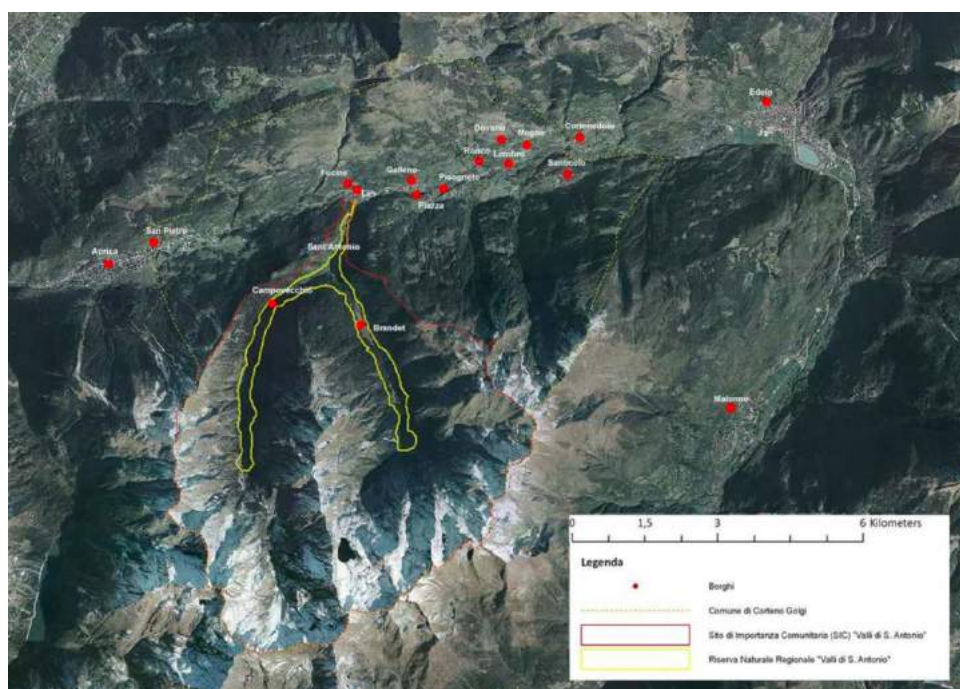 Edolo
Doverio
Megno
Cortenedolo
Ronco
Lombro
Santicolo
Fucine
Galleno
Pisogneto
Les
Piazza
San Pietro
Sant'Antonio
Aprica
Campovecchio
Brandet
Malonno
0 1,5 3 6 Kilometers
Legenda
Borghi
Comune di Corteno Golgi
Sito di Importanza Comunitaria (SIC) "Valli di S. Antonio"
Riserva Naturale Regionale "Valli di S. Antonio"